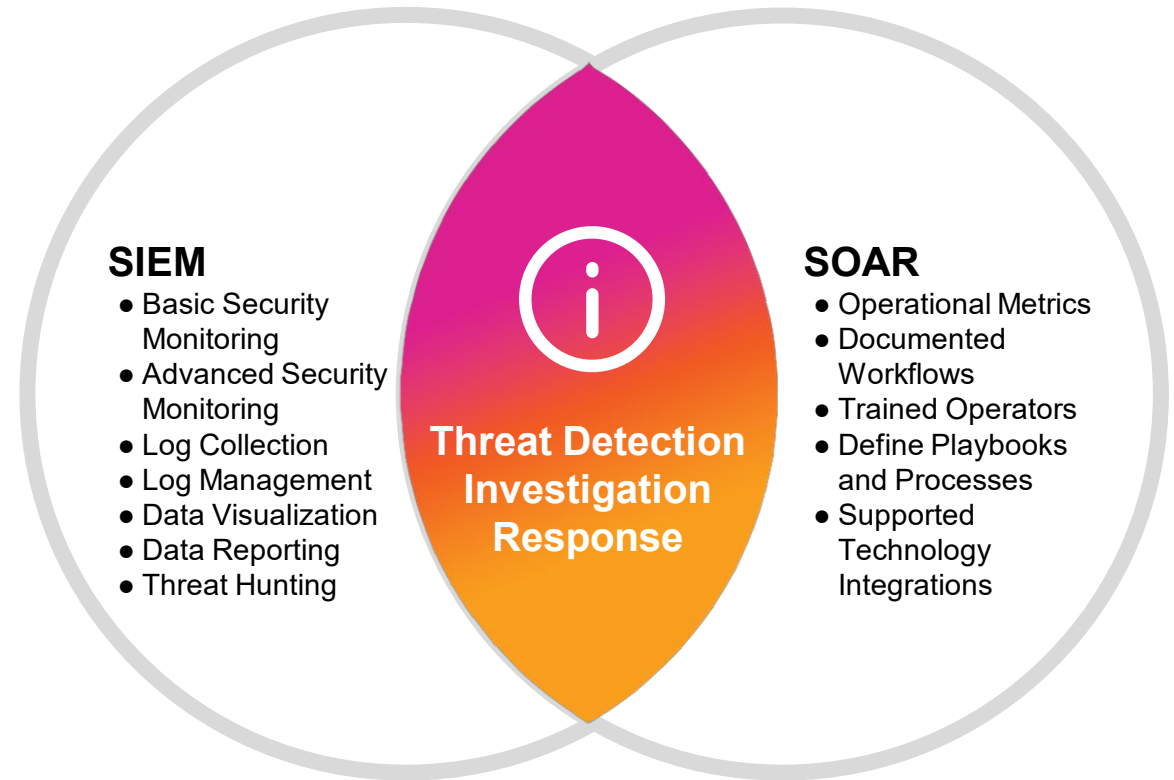 SIEM
● Basic Security
Monitoring
● Advanced Security
Monitoring
● Log Collection
● Log Management
● Data Visualization
● Data Reporting
● Threat Hunting
Threat Detection
Investigation
Response
SOAR
● Operational Metrics
● Documented
Workflows
● Trained Operators
● Define Playbooks
and Processes
● Supported
Technology
Integrations